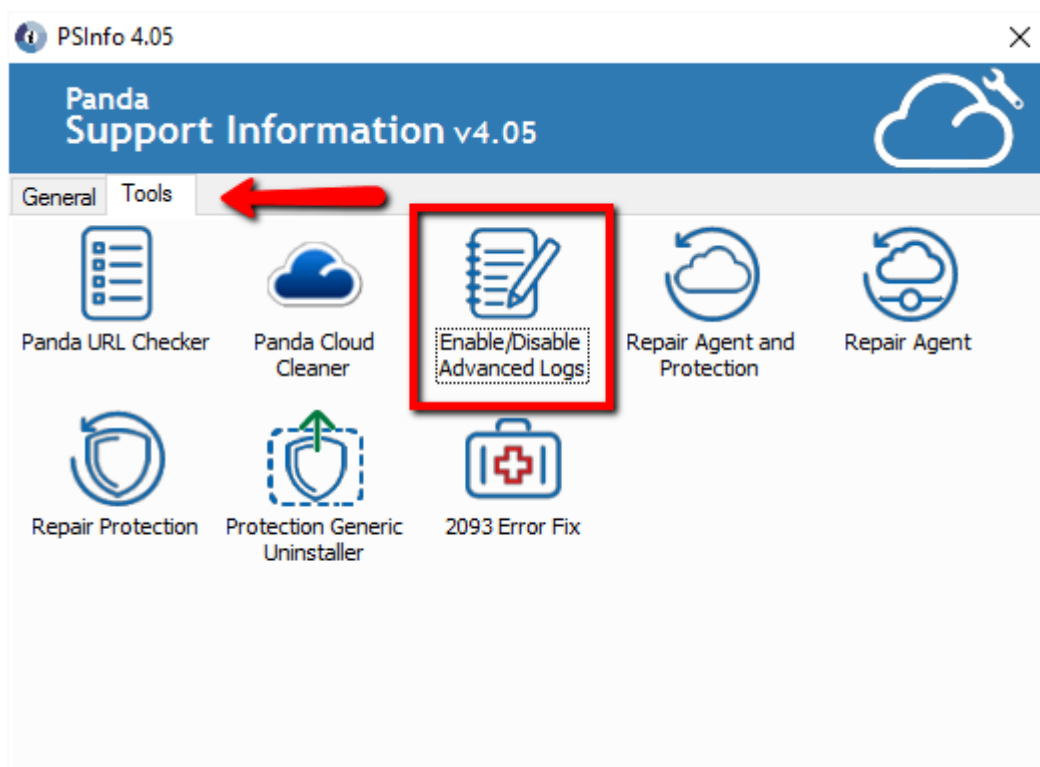 PSInfo 4.05
Panda
Support Information v4.05
General Tools
Panda URL Checker
Panda Cloud
Cleaner
Enable/Disable
Advanced Logs
Repair Agent and
Protection
Repair Agent
Repair Protection
Protection Generic
Uninstaller
2093 Error Fix